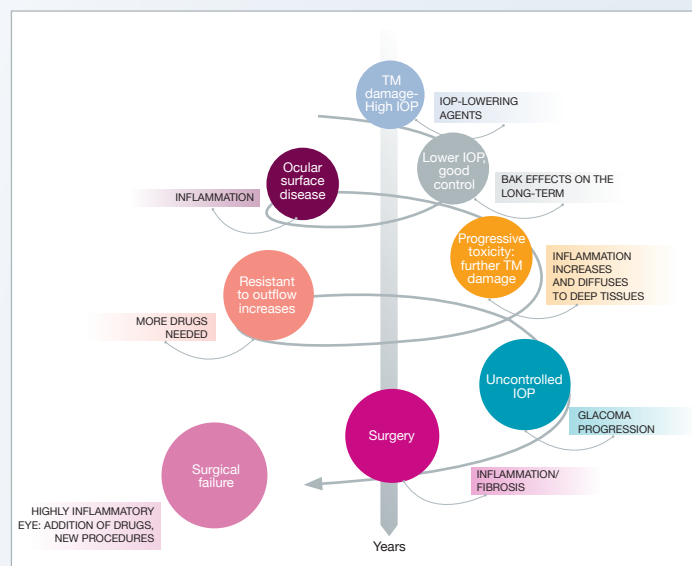 TM
damage-
High IOP
IOP-LOWERING
AGENTS
Lower IOP,
good
control
BAK EFFECTS ON THE
LONG-TERM
Ocular
surface
disease
INFLAMMATION
Progressive
toxicity:
further TM
damage
INFLAMMATION
INCREASES
AND DIFFUSES
TO DEEP TISSUES
Resistant
to outflow
increases
MORE DRUGS
NEEDED
Uncontrolled
IOP
GLACOMA
PROGRESSION
Surgery
INFLAMMATION/
FIBROSIS
Surgical
failure
HIGHLY INFLAMMATORY
EYE: ADDITION OF DRUGS,
NEW PROCEDURES
Years